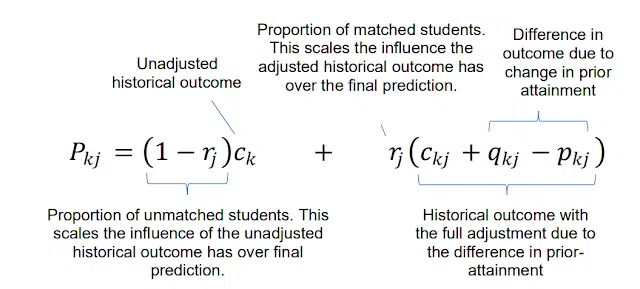 Unadjusted
historical outcome
Proportion of matched students.
This scales the influence the
adjusted historical outcome has
over the final prediction.
Difference in
outcome due to
change in prior
attainment
P_{kj} = (1 − r_j)c_k + r_j(c_{kj} + q_{kj} − p_{kj})
Proportion of unmatched students. This
scales the influence of the unadjusted
historical outcome has over final
prediction.
Historical outcome with
the full adjustment due to
the difference in prior-
attainment